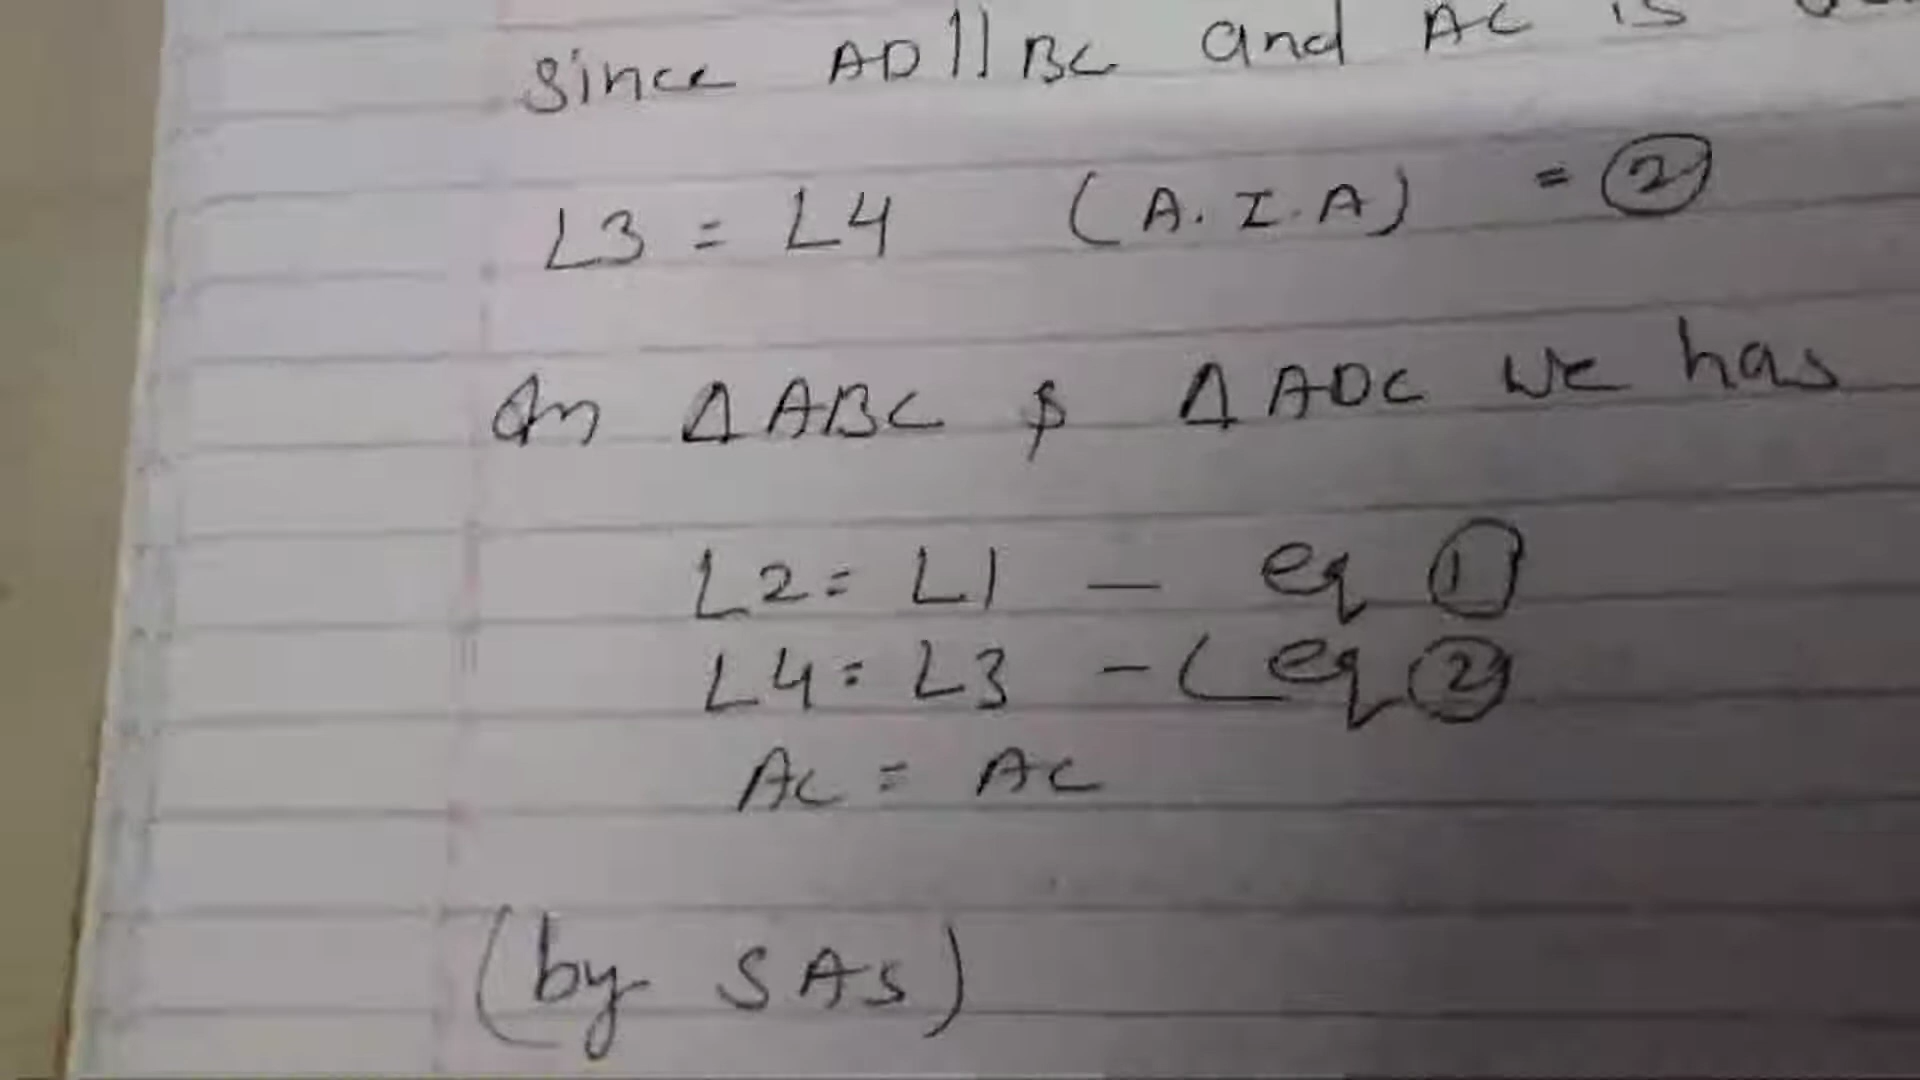 Since AD || BC and AC is
∠3 = ∠4 (A.I.A) = ②
In ΔABC & ΔADC we has
∠2 = ∠1 — eq ①
∠4 = ∠3 - (eq ②
AC = AC
(by SAS)